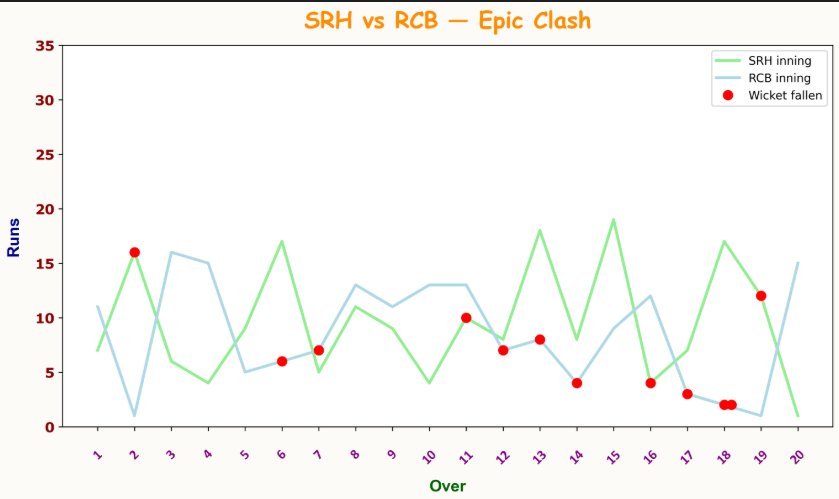 SRH vs RCB — Epic Clash
35
30
25
20
15
10
5
0
Runs
SRH inning
RCB inning
Wicket fallen
1 2 3 4 5 6 7 8 9 10 11 12 13 14 15 16 17 18 19 20
Over